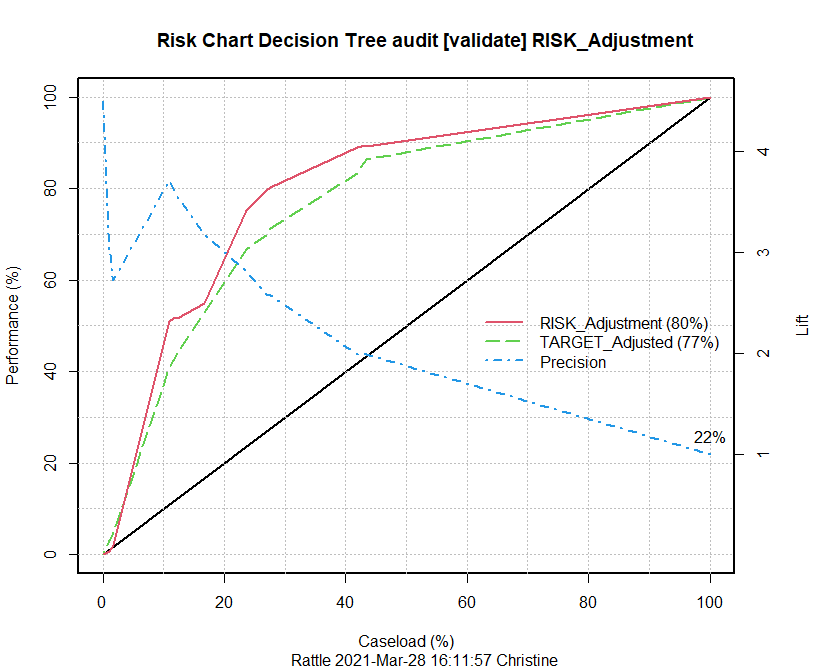 Risk Chart Decision Tree audit [validate] RISK_Adjustment
Performance (%)
100
80
60
40
20
0
4
3
2
1
Lift
RISK_Adjustment (80%)
TARGET_Adjusted (77%)
Precision
22%
0
20
40
60
80
100
Caseload (%)
Rattle 2021-Mar-28 16:11:57 Christine